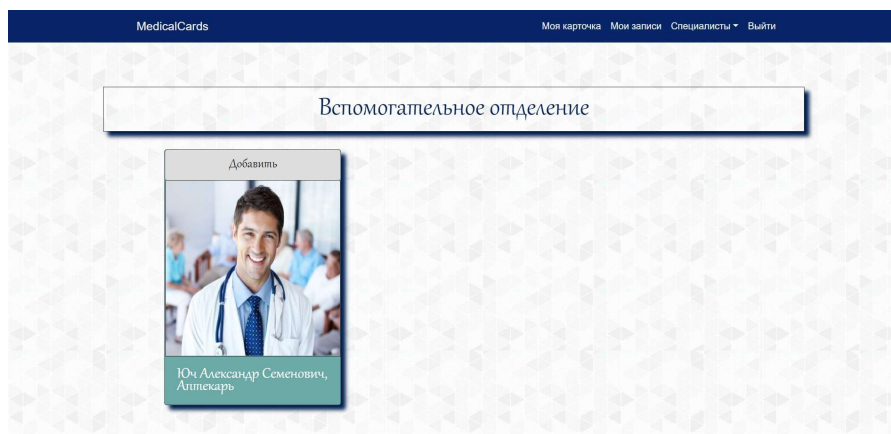 MedicalCards
Моя карточка Мои записи Специалисты Выйти
Вспомогательное отделение
Добавить
Юч Александр Семенович,
Аптекарь